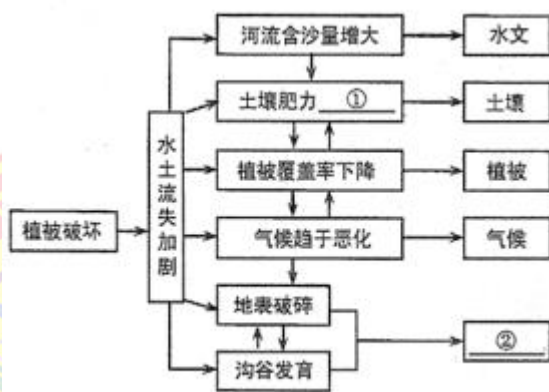 河流含沙量增大
水文
土壤肥力 ①
土壤
水土流失加剧
植被覆盖率下降
植被
植被破坏
气候趋于恶化
气候
地表破碎
②
沟谷发育